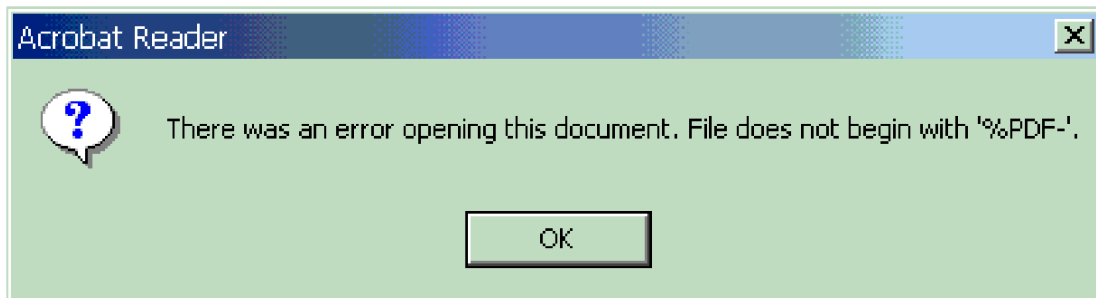 Acrobat Reader
There was an error opening this document. File does not begin with '%PDF-'.
OK